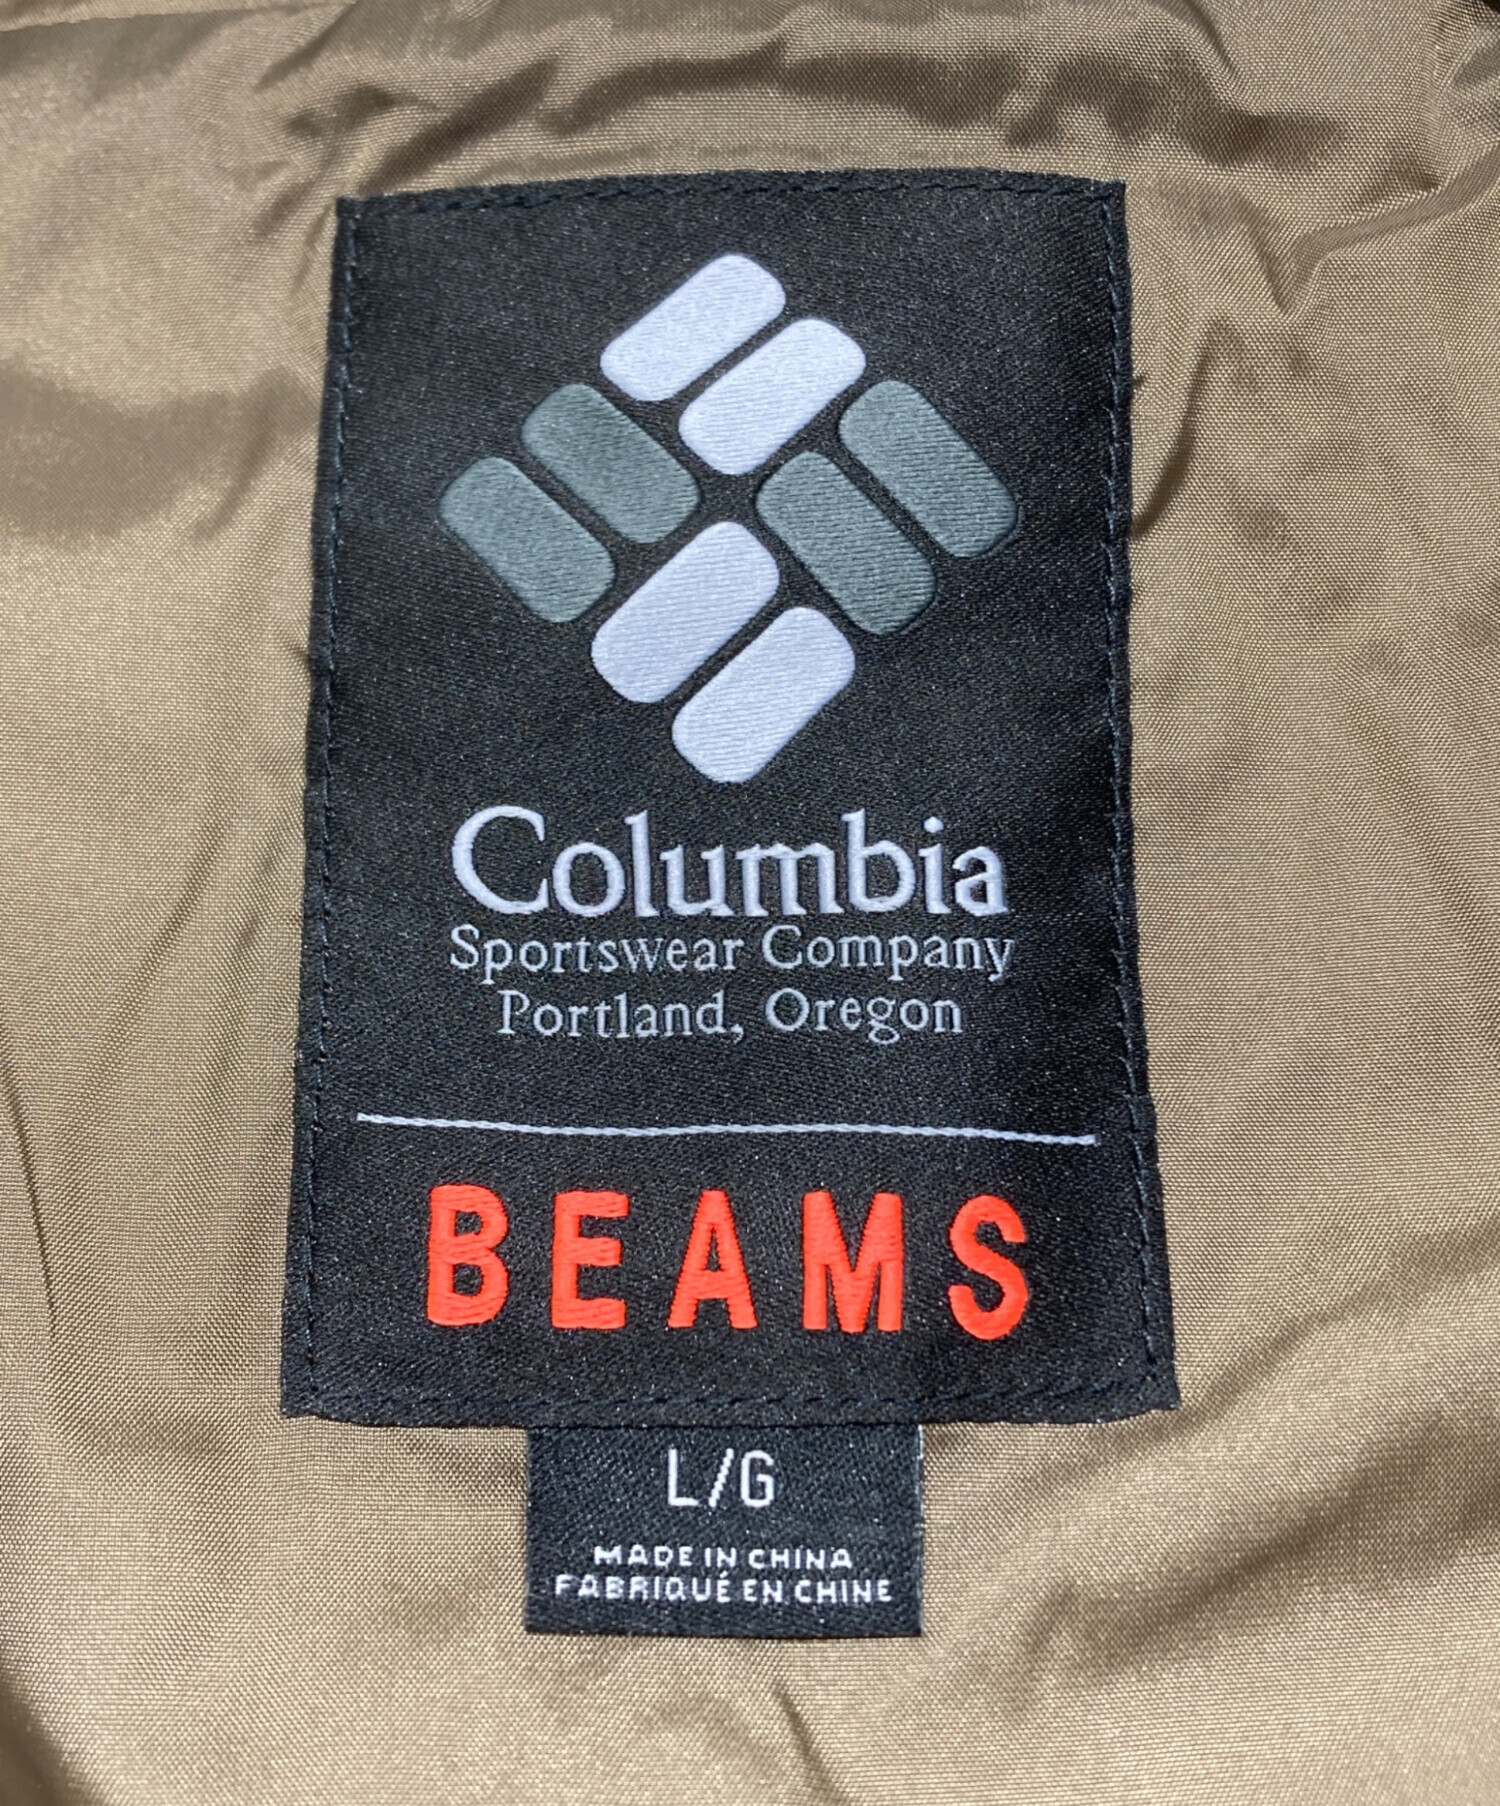 Columbia
Sportswear Company
Portland, Oregon
BEAMS
L/G
MADE IN CHINA
FABRIQUÉ EN CHINE